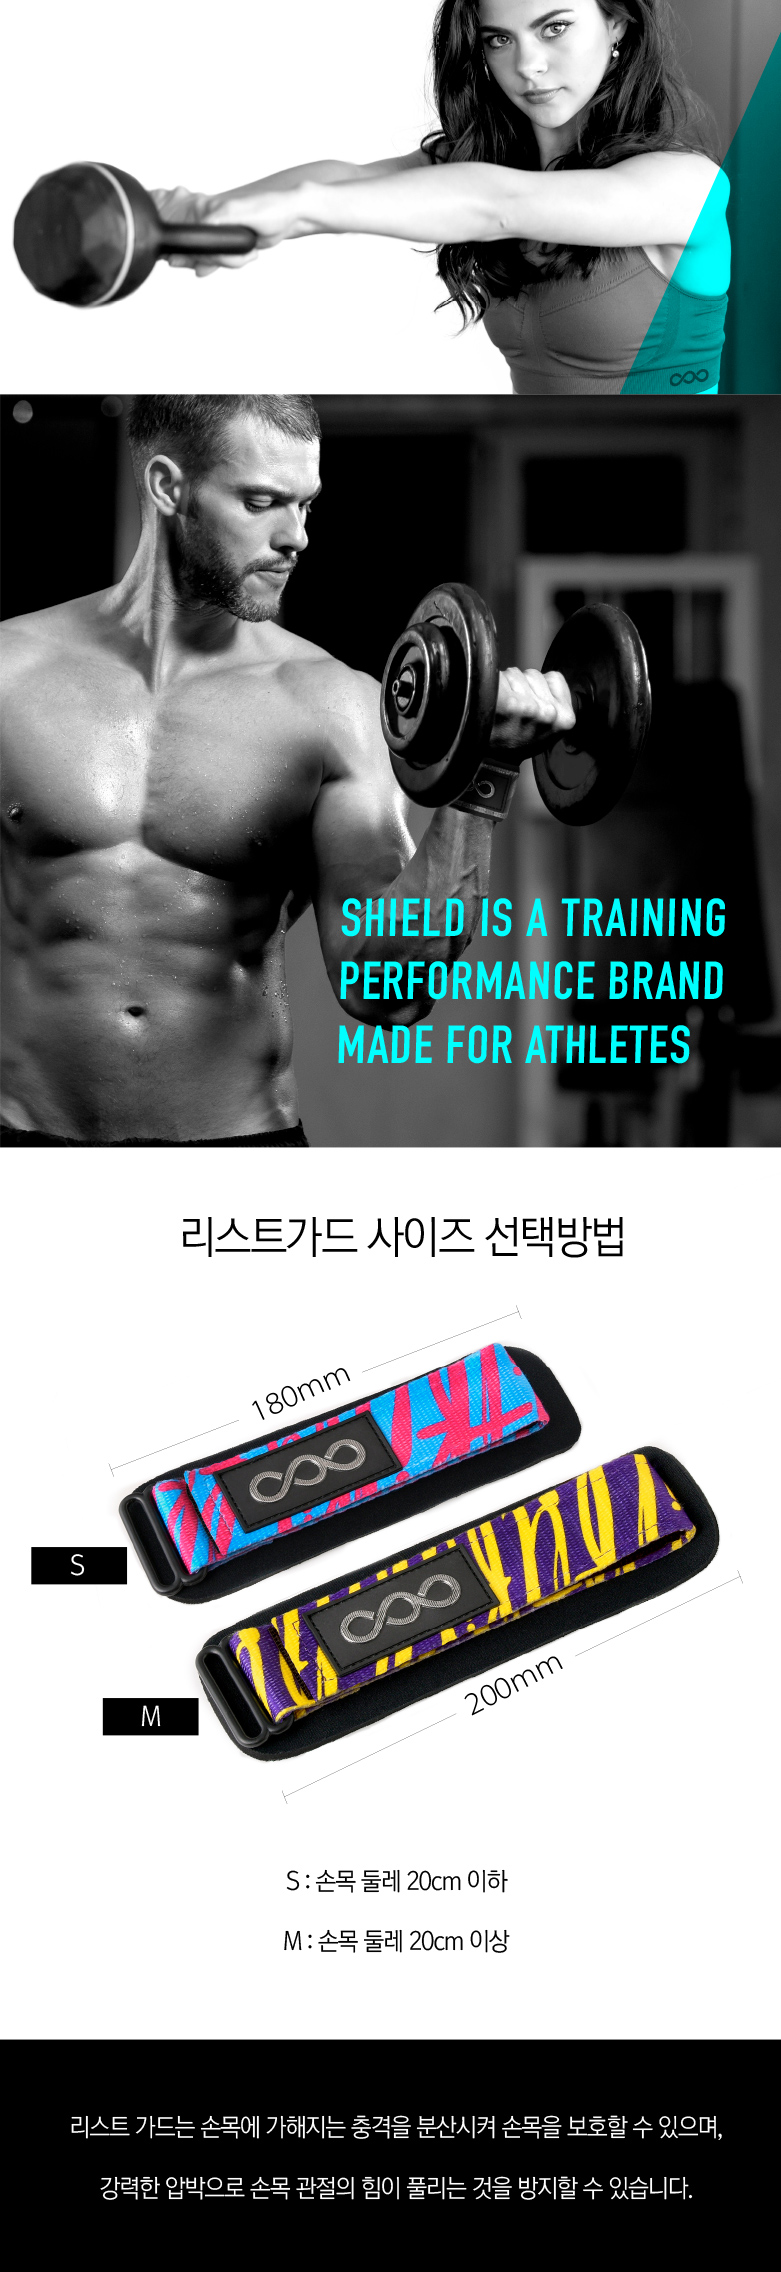 SHIELD IS A TRAINING
PERFORMANCE BRAND
MADE FOR ATHLETES
리스트가드 사이즈 선택방법
180mm
S
M
200mm
S : 손목 둘레 20cm 이하
M : 손목 둘레 20cm 이상
리스트 가드는 손목에 가해지는 충격을 분산시켜 손목을 보호할 수 있으며,
강력한 압박으로 손목 관절의 힘이 풀리는 것을 방지할 수 있습니다.